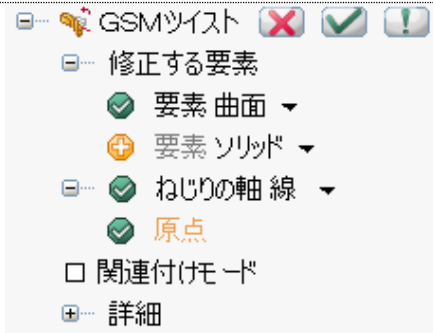 GSMツイスト
修正する要素
要素 曲面
要素 ソリッド
ねじりの軸 線
原点
関連付けモード
詳細